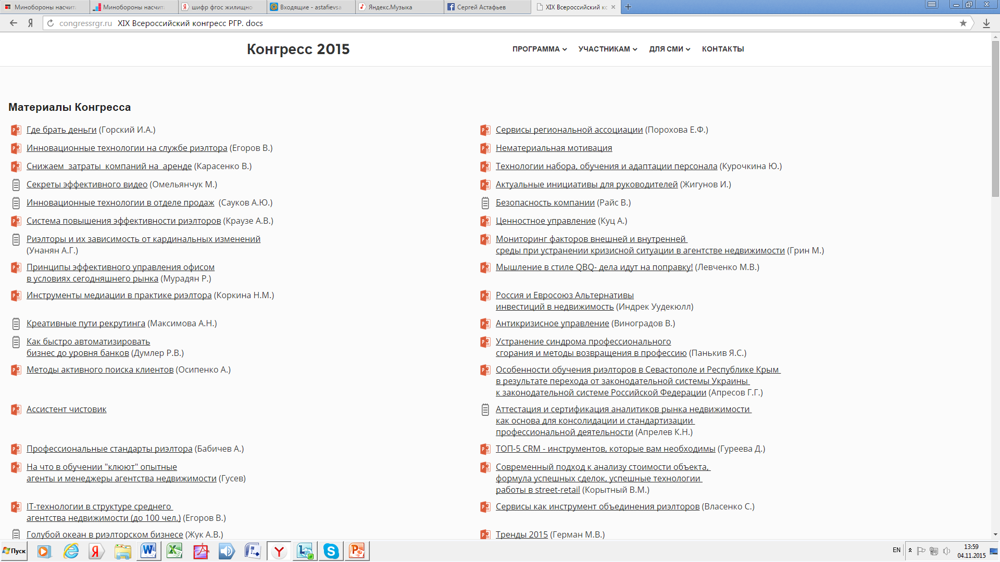 Минобороны насчит
Минобороны насчит
шифр фгос жилищно
Входящие - astafievsa
Яндекс.Музыка
Сергей Астафьев
XIX Всероссийский ко
congressrgr.ru XIX Всероссийский конгресс РГР. docs
Конгресс 2015
ПРОГРАММА
УЧАСТНИКАМ
ДЛЯ СМИ
КОНТАКТЫ
Материалы Конгресса
Где брать деньги (Горский И.А.)
Инновационные технологии на службе риэлтора (Егоров В.)
Снижаем затраты компаний на аренде (Карасенко В.)
Секреты эффективного видео (Омельянчук М.)
Инновационные технологии в отделе продаж (Сауков А.Ю.)
Система повышения эффективности риэлторов (Краузе А.В.)
Риэлторы и их зависимость от кардинальных изменений
(Унанян А.Г.)
Принципы эффективного управления офисом
в условиях сегодняшнего рынка (Мурадян Р.)
Инструменты медиации в практике риэлтора (Коркина Н.М.)
Креативные пути рекрутинга (Максимова А.Н.)
Как быстро автоматизировать
бизнес до уровня банков (Думлер Р.В.)
Методы активного поиска клиентов (Осипенко А.)
Ассистент чистовик
Профессиональные стандарты риэлтора (Бабичев А.)
На что в обучении "клюют" опытные
агенты и менеджеры агентства недвижимости (Гусев)
IT-технологии в структуре среднего
агентства недвижимости (до 100 чел.) (Егоров В.)
Голубой океан в риэлторском бизнесе (Жук А.В.)
Сервисы региональной ассоциации (Порохова Е.Ф.)
Нематериальная мотивация
Технологии набора, обучения и адаптации персонала (Курочкина Ю.)
Актуальные инициативы для руководителей (Жигунов И.)
Безопасность компании (Райс В.)
Ценностное управление (Куц А.)
Мониторинг факторов внешней и внутренней
среды при устранении кризисной ситуации в агентстве недвижимости (Грин М.)
Мышление в стиле QBQ- дела идут на поправку! (Левченко М.В.)
Россия и Евросоюз Альтернативы
инвестиций в недвижимость (Индрек Уудекюлл)
Антикризисное управление (Виноградов В.)
Устранение синдрома профессионального
сгорания и методы возвращения в профессию (Панькив Я.С.)
Особенности обучения риэлторов в Севастополе и Республике Крым
в результате перехода от законодательной системы Украины
к законодательной системе Российской Федерации (Апресов Г.Г.)
Аттестация и сертификация аналитиков рынка недвижимости
как основа для консолидации и стандартизации
профессиональной деятельности (Апрелев К.Н.)
ТОП-5 CRM - инструментов, которые вам необходимы (Гуреева Д.)
Современный подход к анализу стоимости объекта,
формула успешных сделок, успешные технологии
работы в street-retail (Корытный В.М.)
Сервисы как инструмент объединения риэлторов (Власенко С.)
Тренды 2015 (Герман М.В.)
Пуск
EN
13:59
04.11.2015